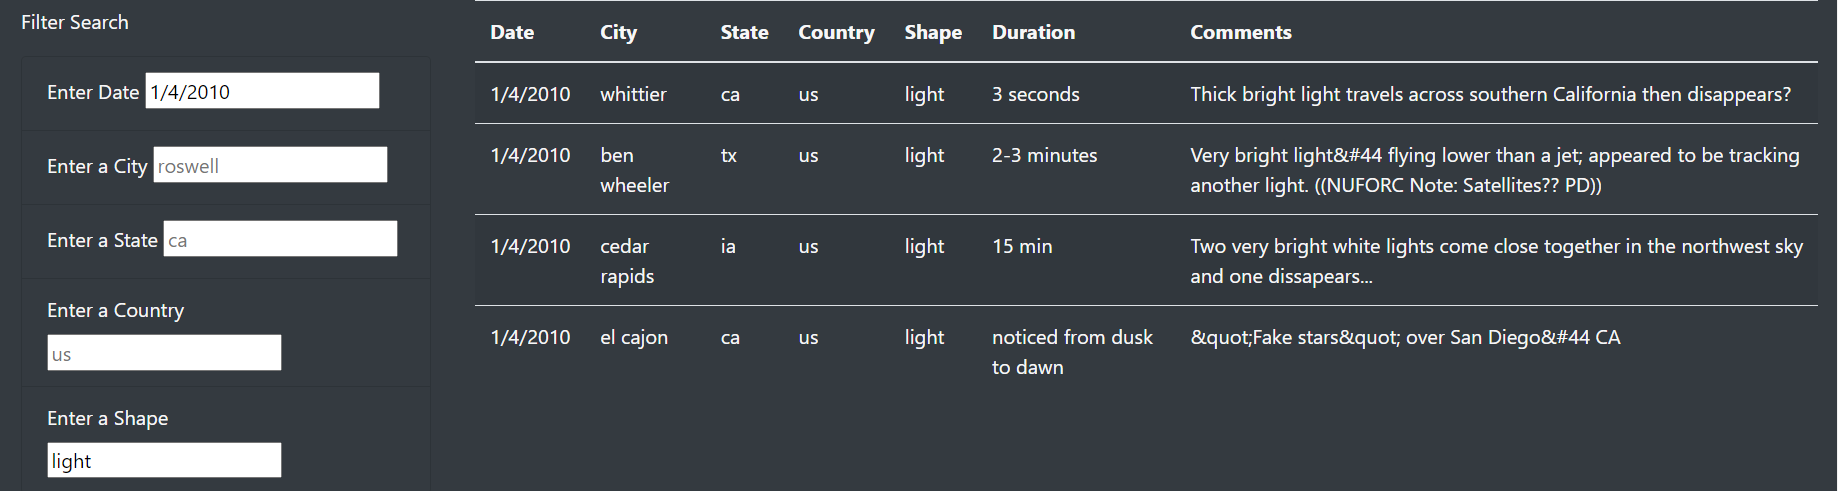 Filter Search
Enter Date 1/4/2010
Enter a City roswell
Enter a State ca
Enter a Country
us
Enter a Shape
light
Date City State Country Shape Duration Comments
1/4/2010 whittier ca us light 3 seconds Thick bright light travels across southern California then disappears?
1/4/2010 ben tx us light 2-3 minutes Very bright light&#44 flying lower than a jet; appeared to be tracking
wheeler another light. ((NUFORC Note: Satellites?? PD))
1/4/2010 cedar ia us light 15 min Two very bright white lights come close together in the northwest sky
rapids and one dissapears...
1/4/2010 el cajon ca us light noticed from dusk &quot;Fake stars&quot; over San Diego&#44 CA
to dawn